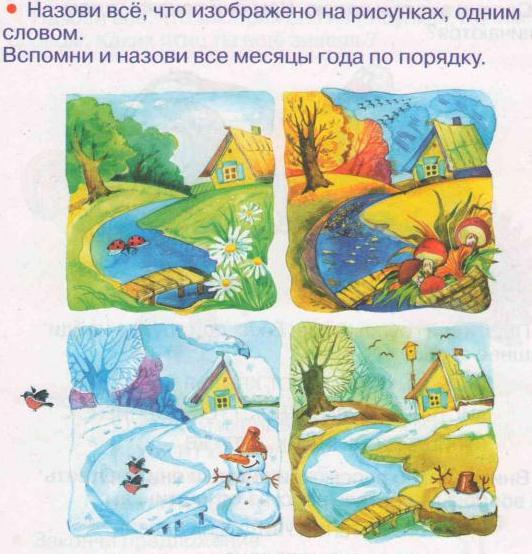 • Назови всё, что изображено на рисунках, одним
словом.
Вспомни и назови все месяцы года по порядку.